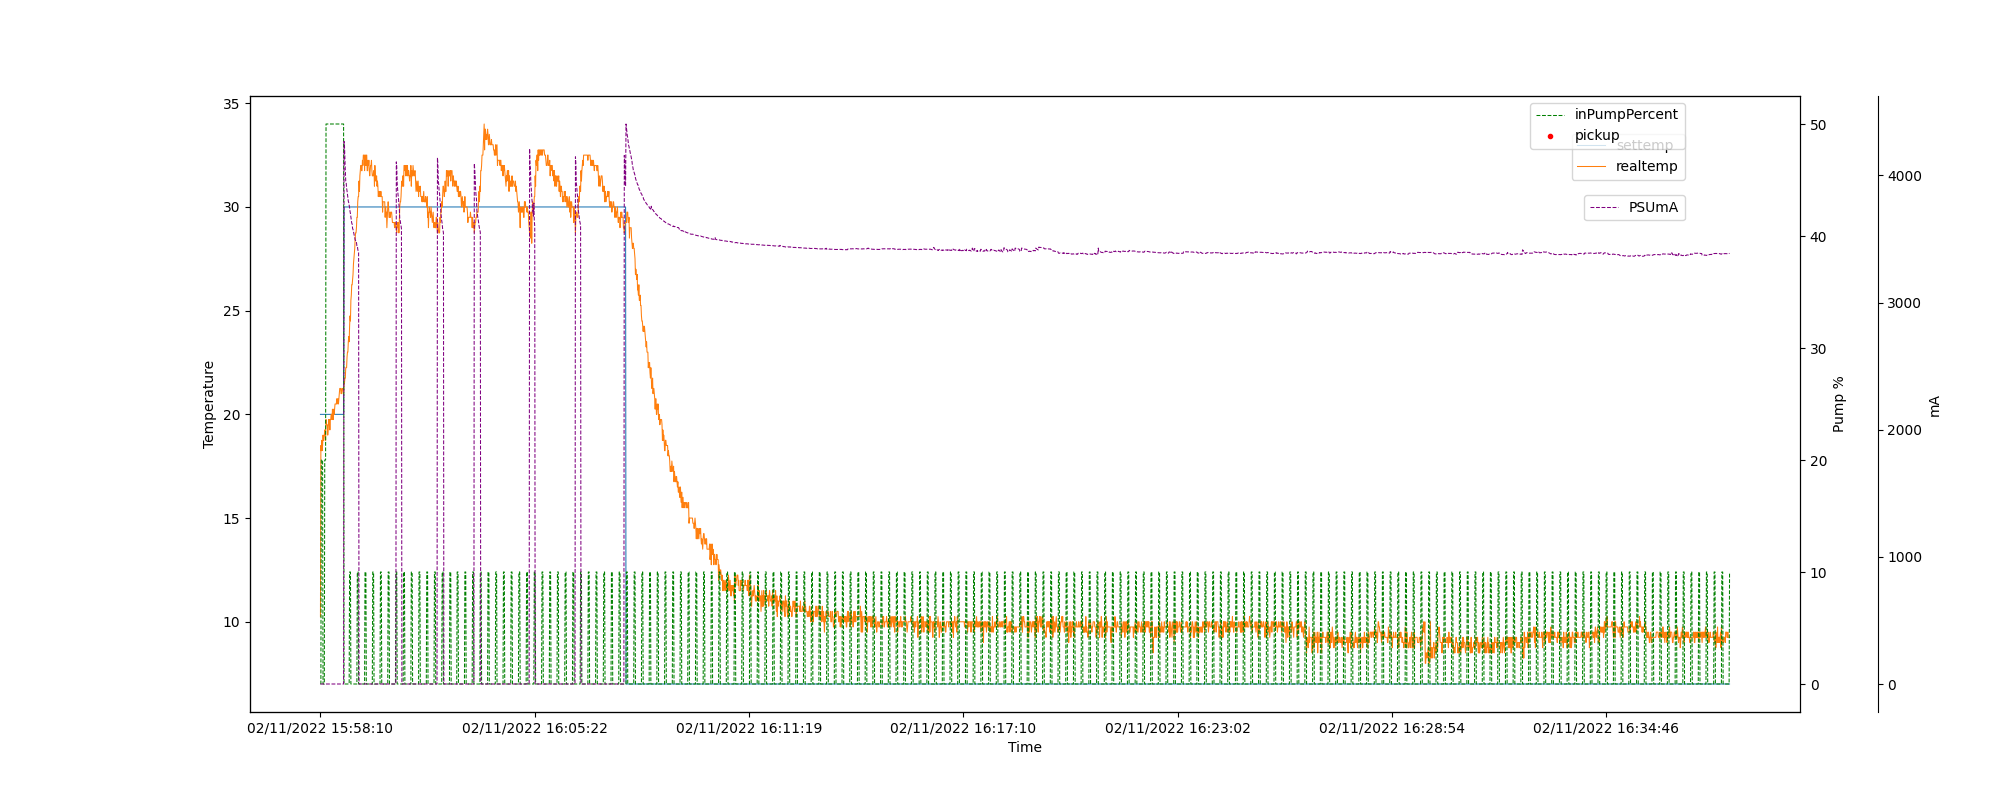 35
30
25
20
15
10
Temperature
inPumpPercent
pickup
settemp
realtemp
PSUmA
50
40
30
20
10
0
Pump %
4000
3000
2000
1000
0
mA
02/11/2022 15:58:10
02/11/2022 16:05:22
02/11/2022 16:11:19
02/11/2022 16:17:10
02/11/2022 16:23:02
02/11/2022 16:28:54
02/11/2022 16:34:46
Time